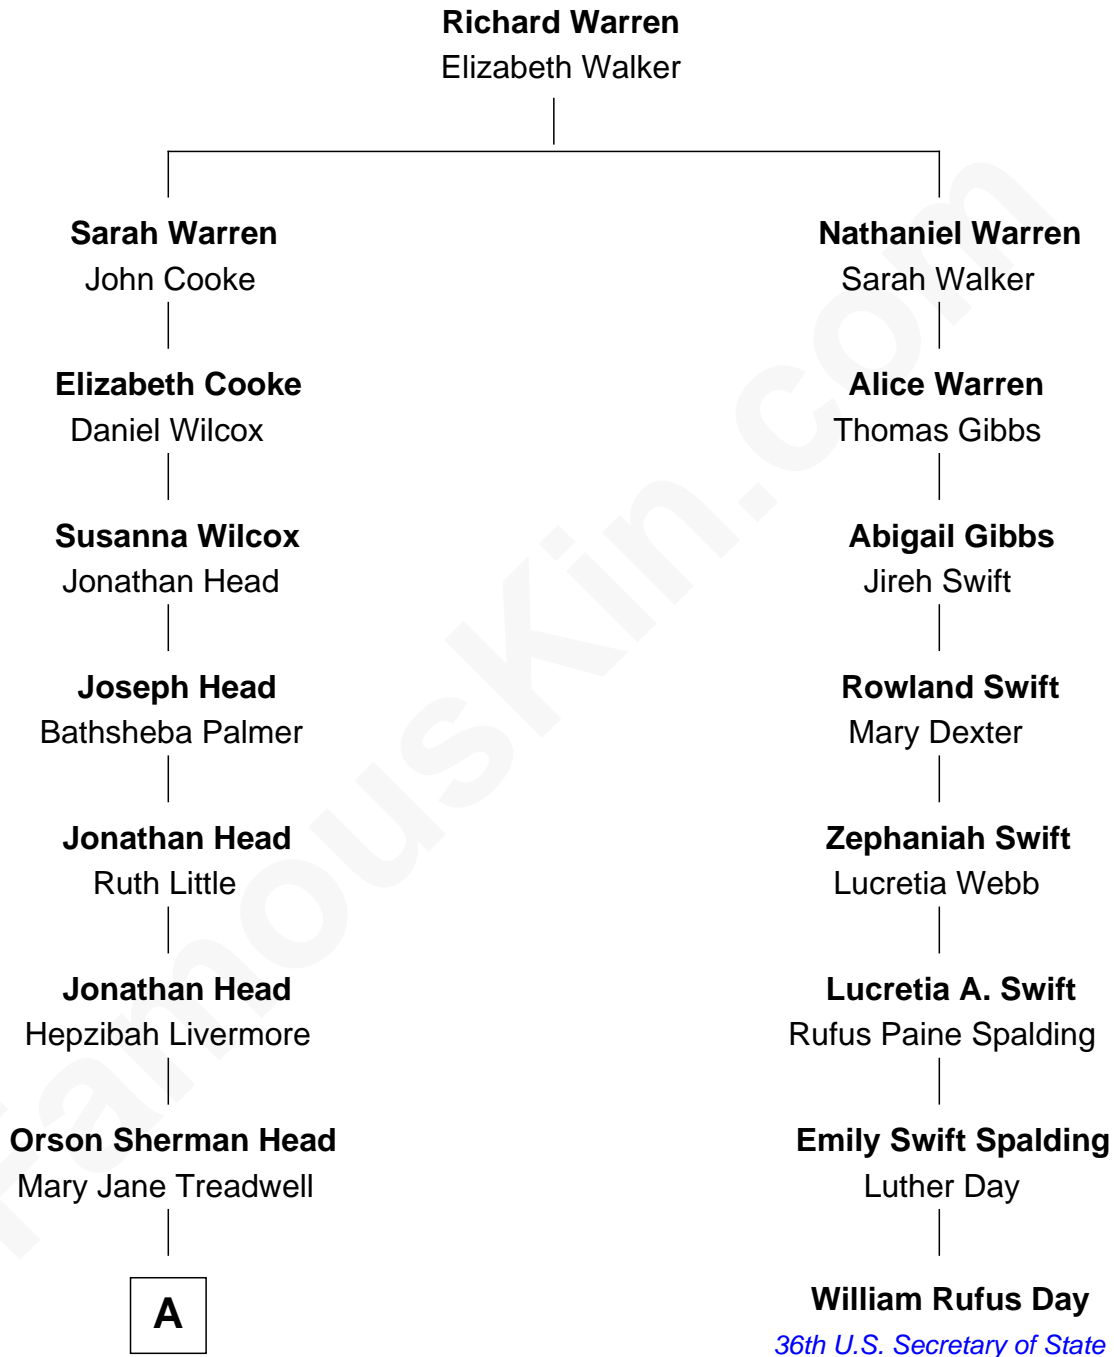 Richard Warren
Elizabeth Walker
Sarah Warren
John Cooke
Nathaniel Warren
Sarah Walker
Elizabeth Cooke
Daniel Wilcox
Alice Warren
Thomas Gibbs
Susanna Wilcox
Jonathan Head
Abigail Gibbs
Jireh Swift
Joseph Head
Bathsheba Palmer
Rowland Swift
Mary Dexter
Jonathan Head
Ruth Little
Zephaniah Swift
Lucretia Webb
Jonathan Head
Hepzibah Livermore
Lucretia A. Swift
Rufus Paine Spalding
Orson Sherman Head
Mary Jane Treadwell
Emily Swift Spalding
Luther Day
A
William Rufus Day
36th U.S. Secretary of State
FamousKin.com